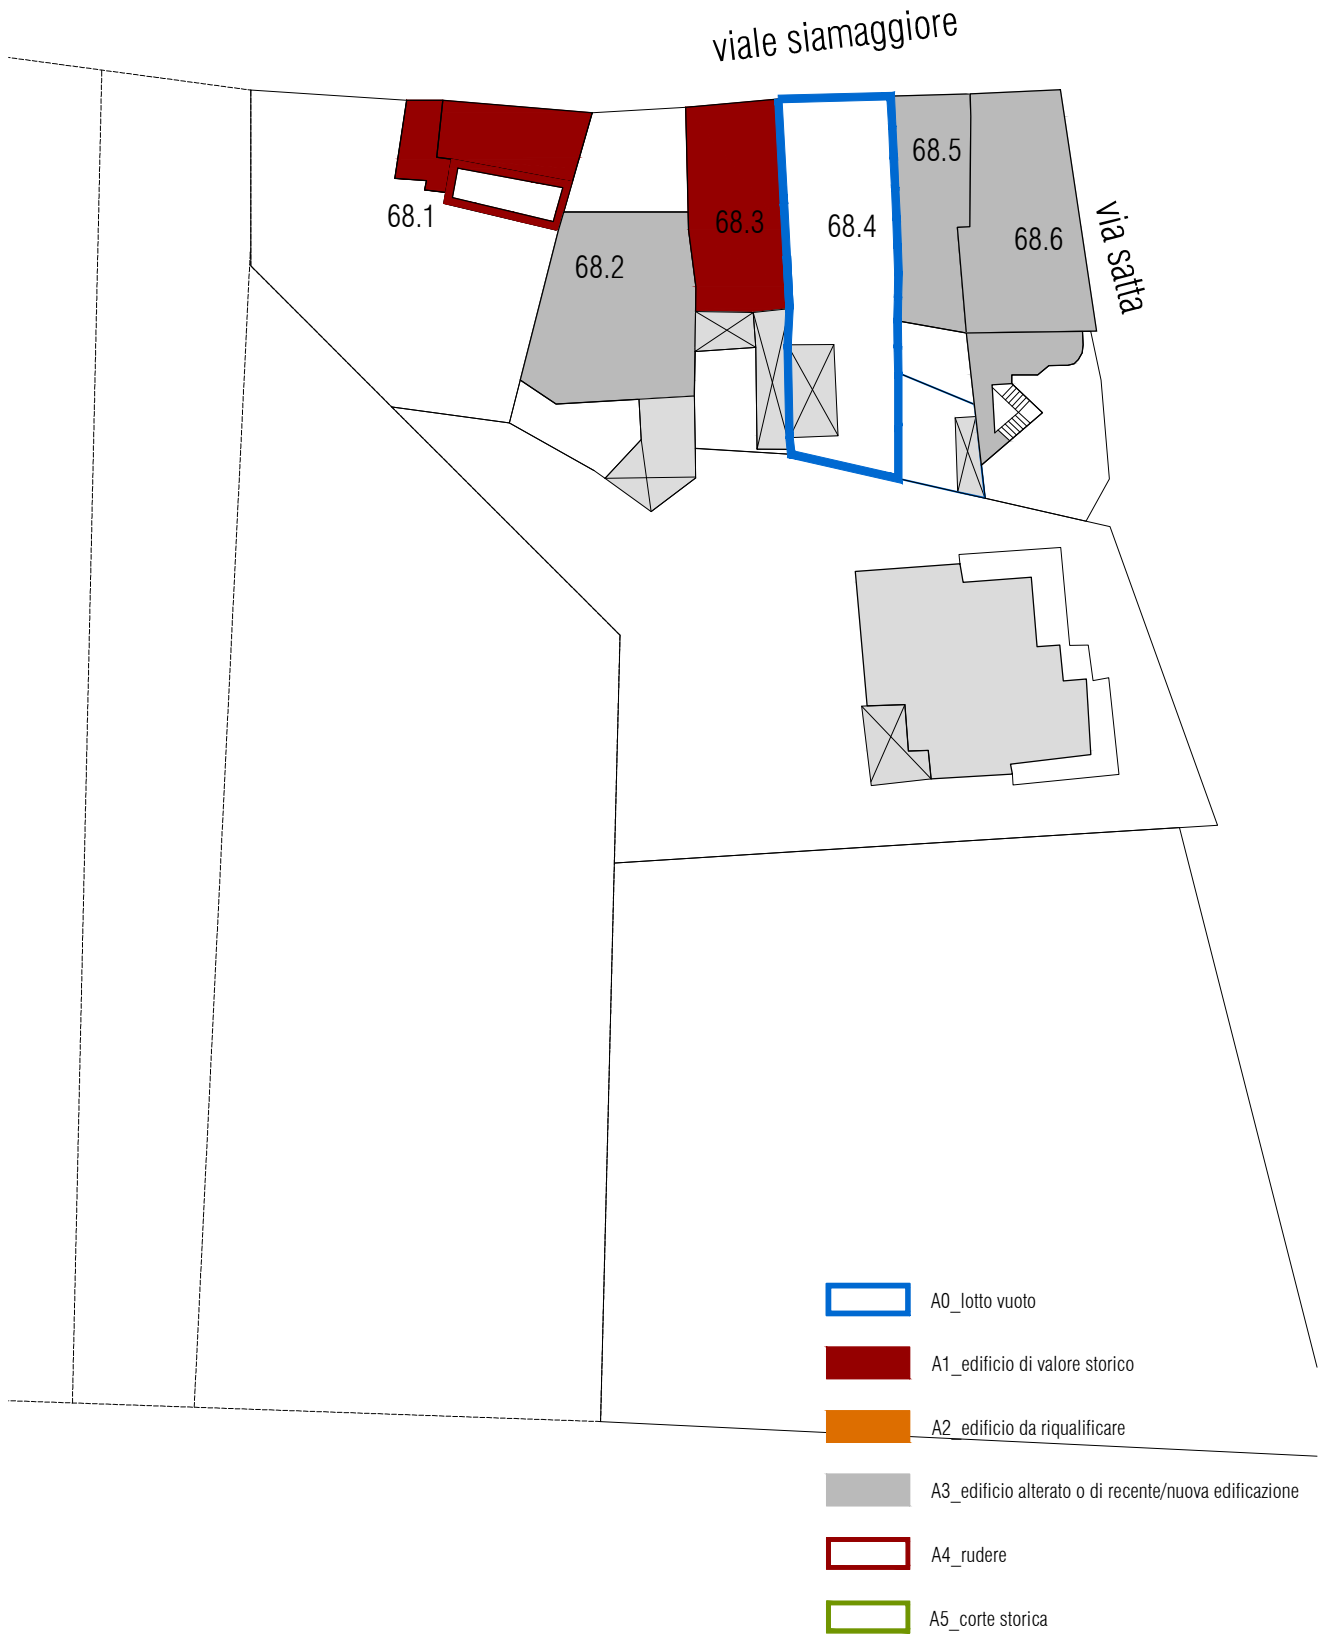 viale siamaggiore
68.1
68.2
68.3
68.4
68.5
68.6
via satta
A0_lotto vuoto
A1_edificio di valore storico
A2_edificio da riqualificare
A3_edificio alterato o di recente/nuova edificazione
A4_rudere
A5_corte storica